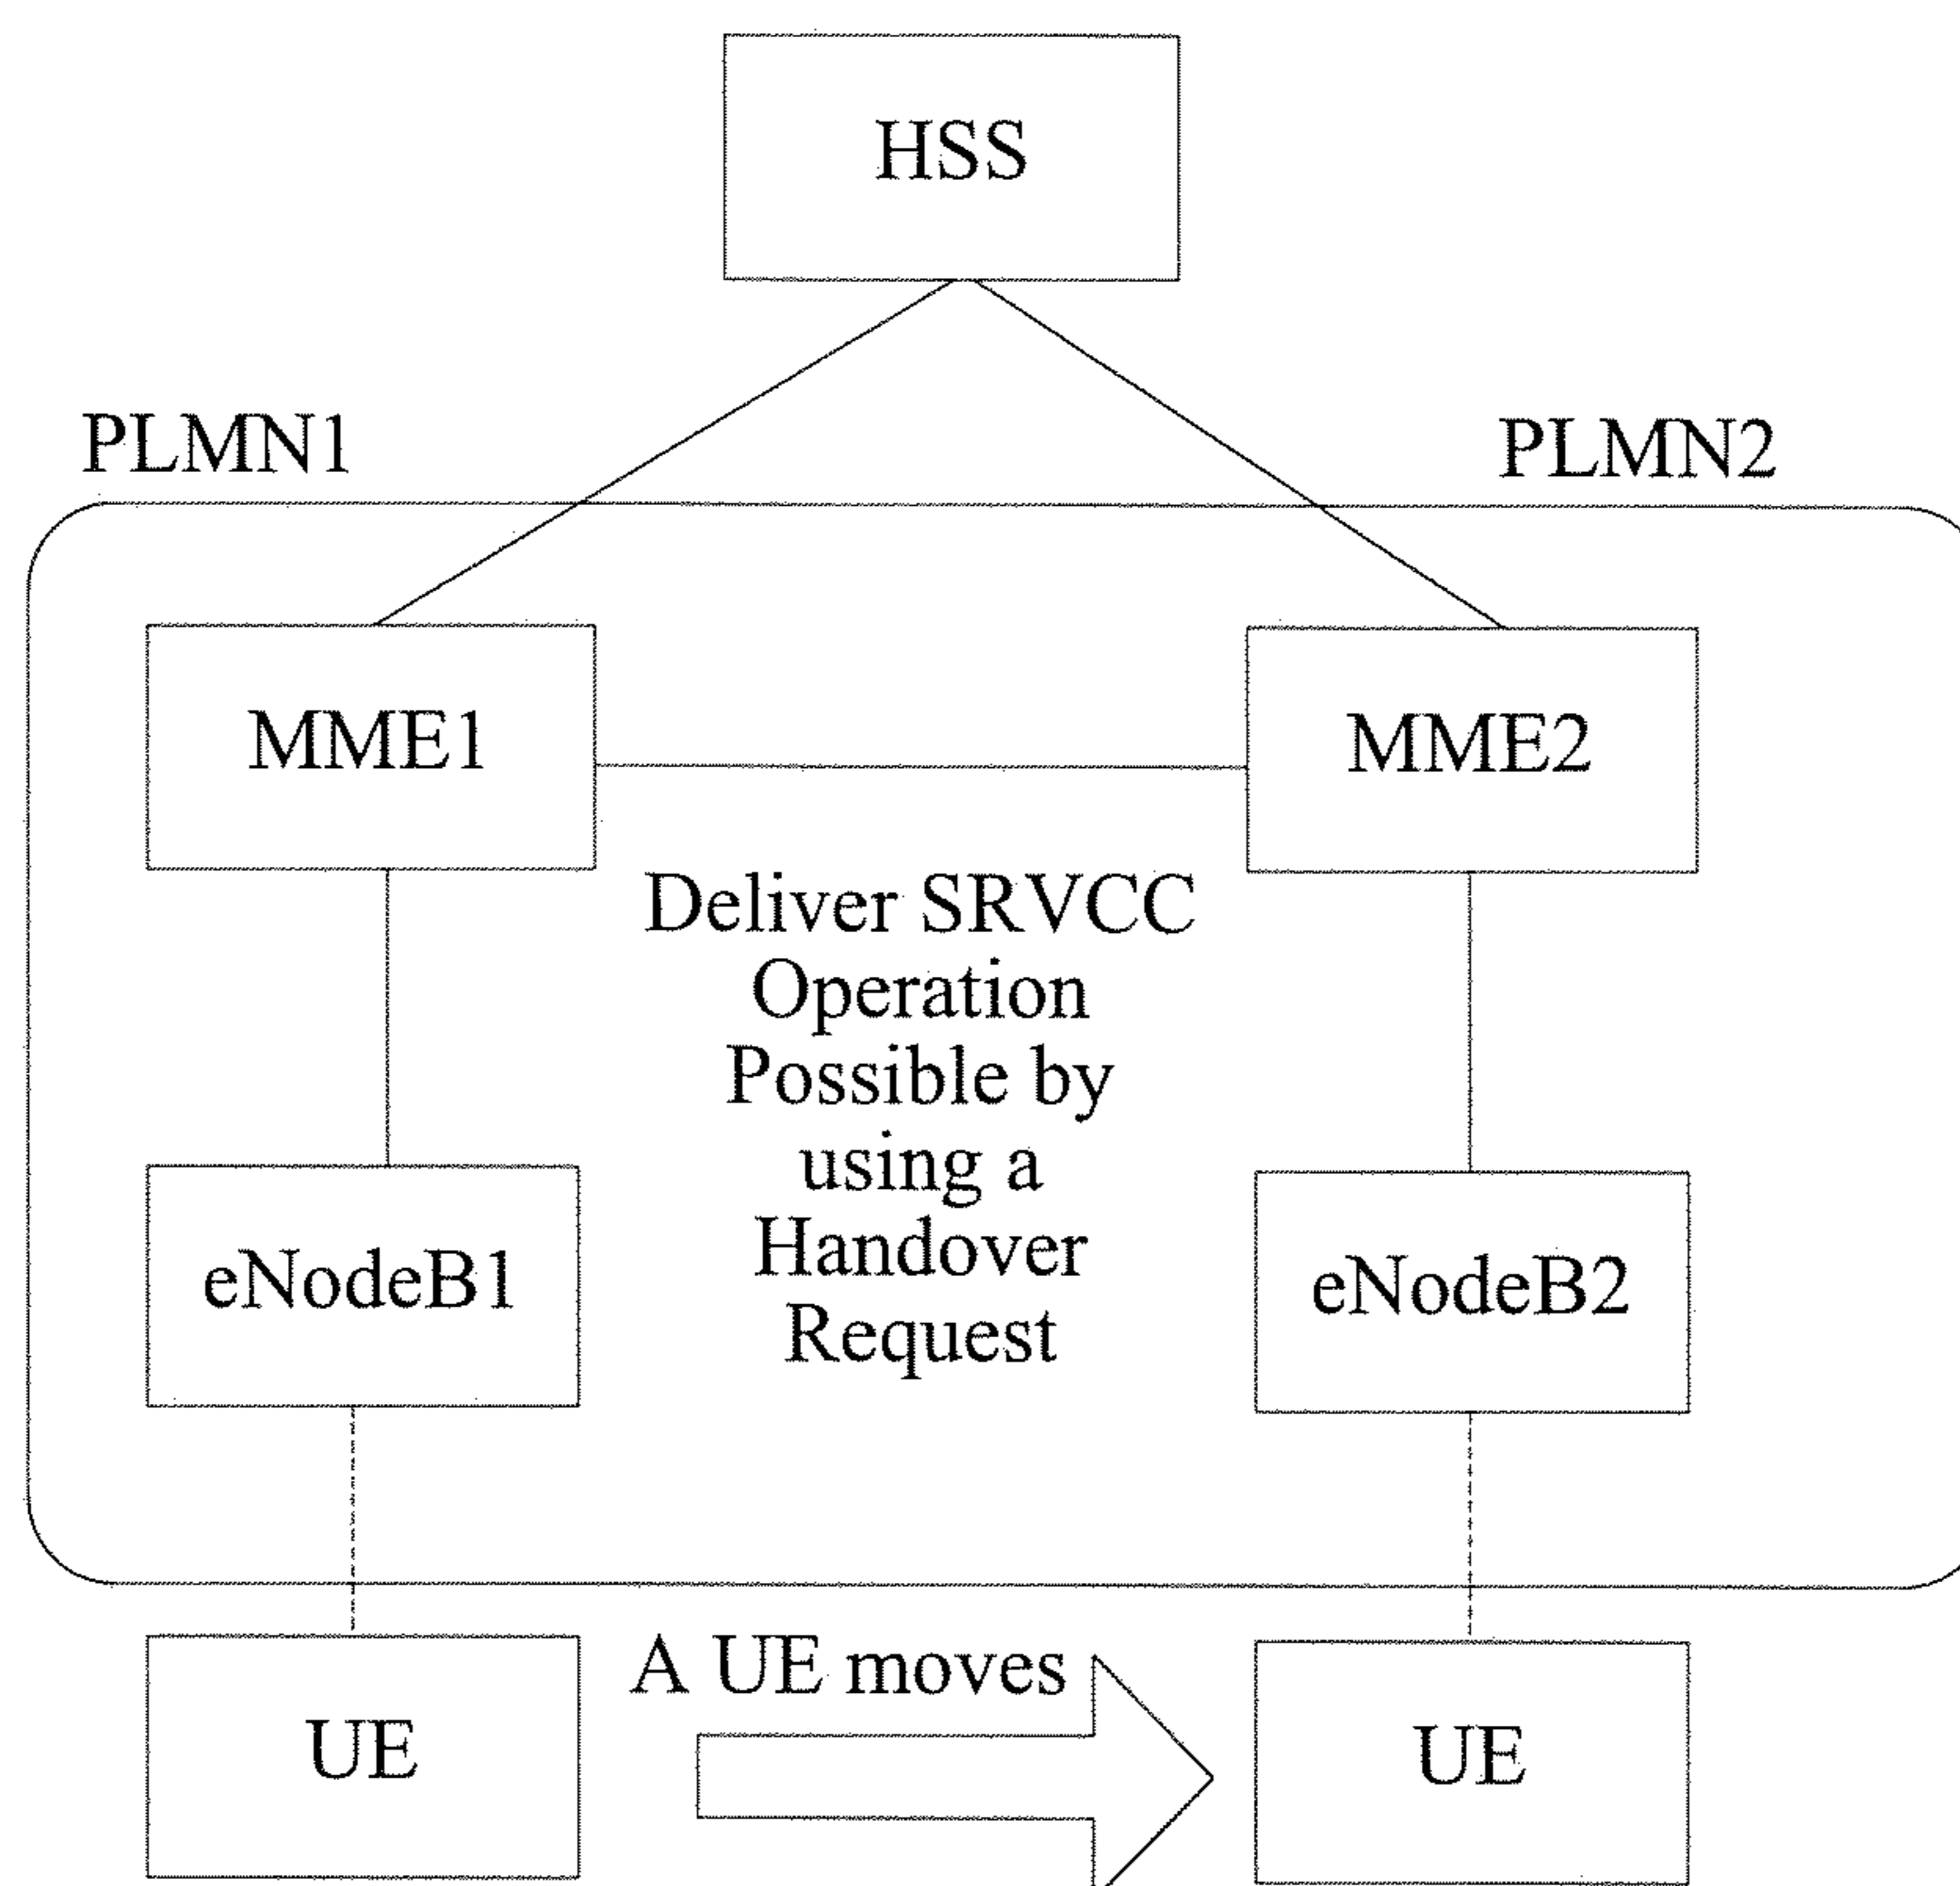 HSS
PLMN1
PLMN2
MME1
MME2
Deliver SRVCC
Operation
Possible by
using a
Handover
Request
eNodeB1
eNodeB2
A UE moves
UE
UE